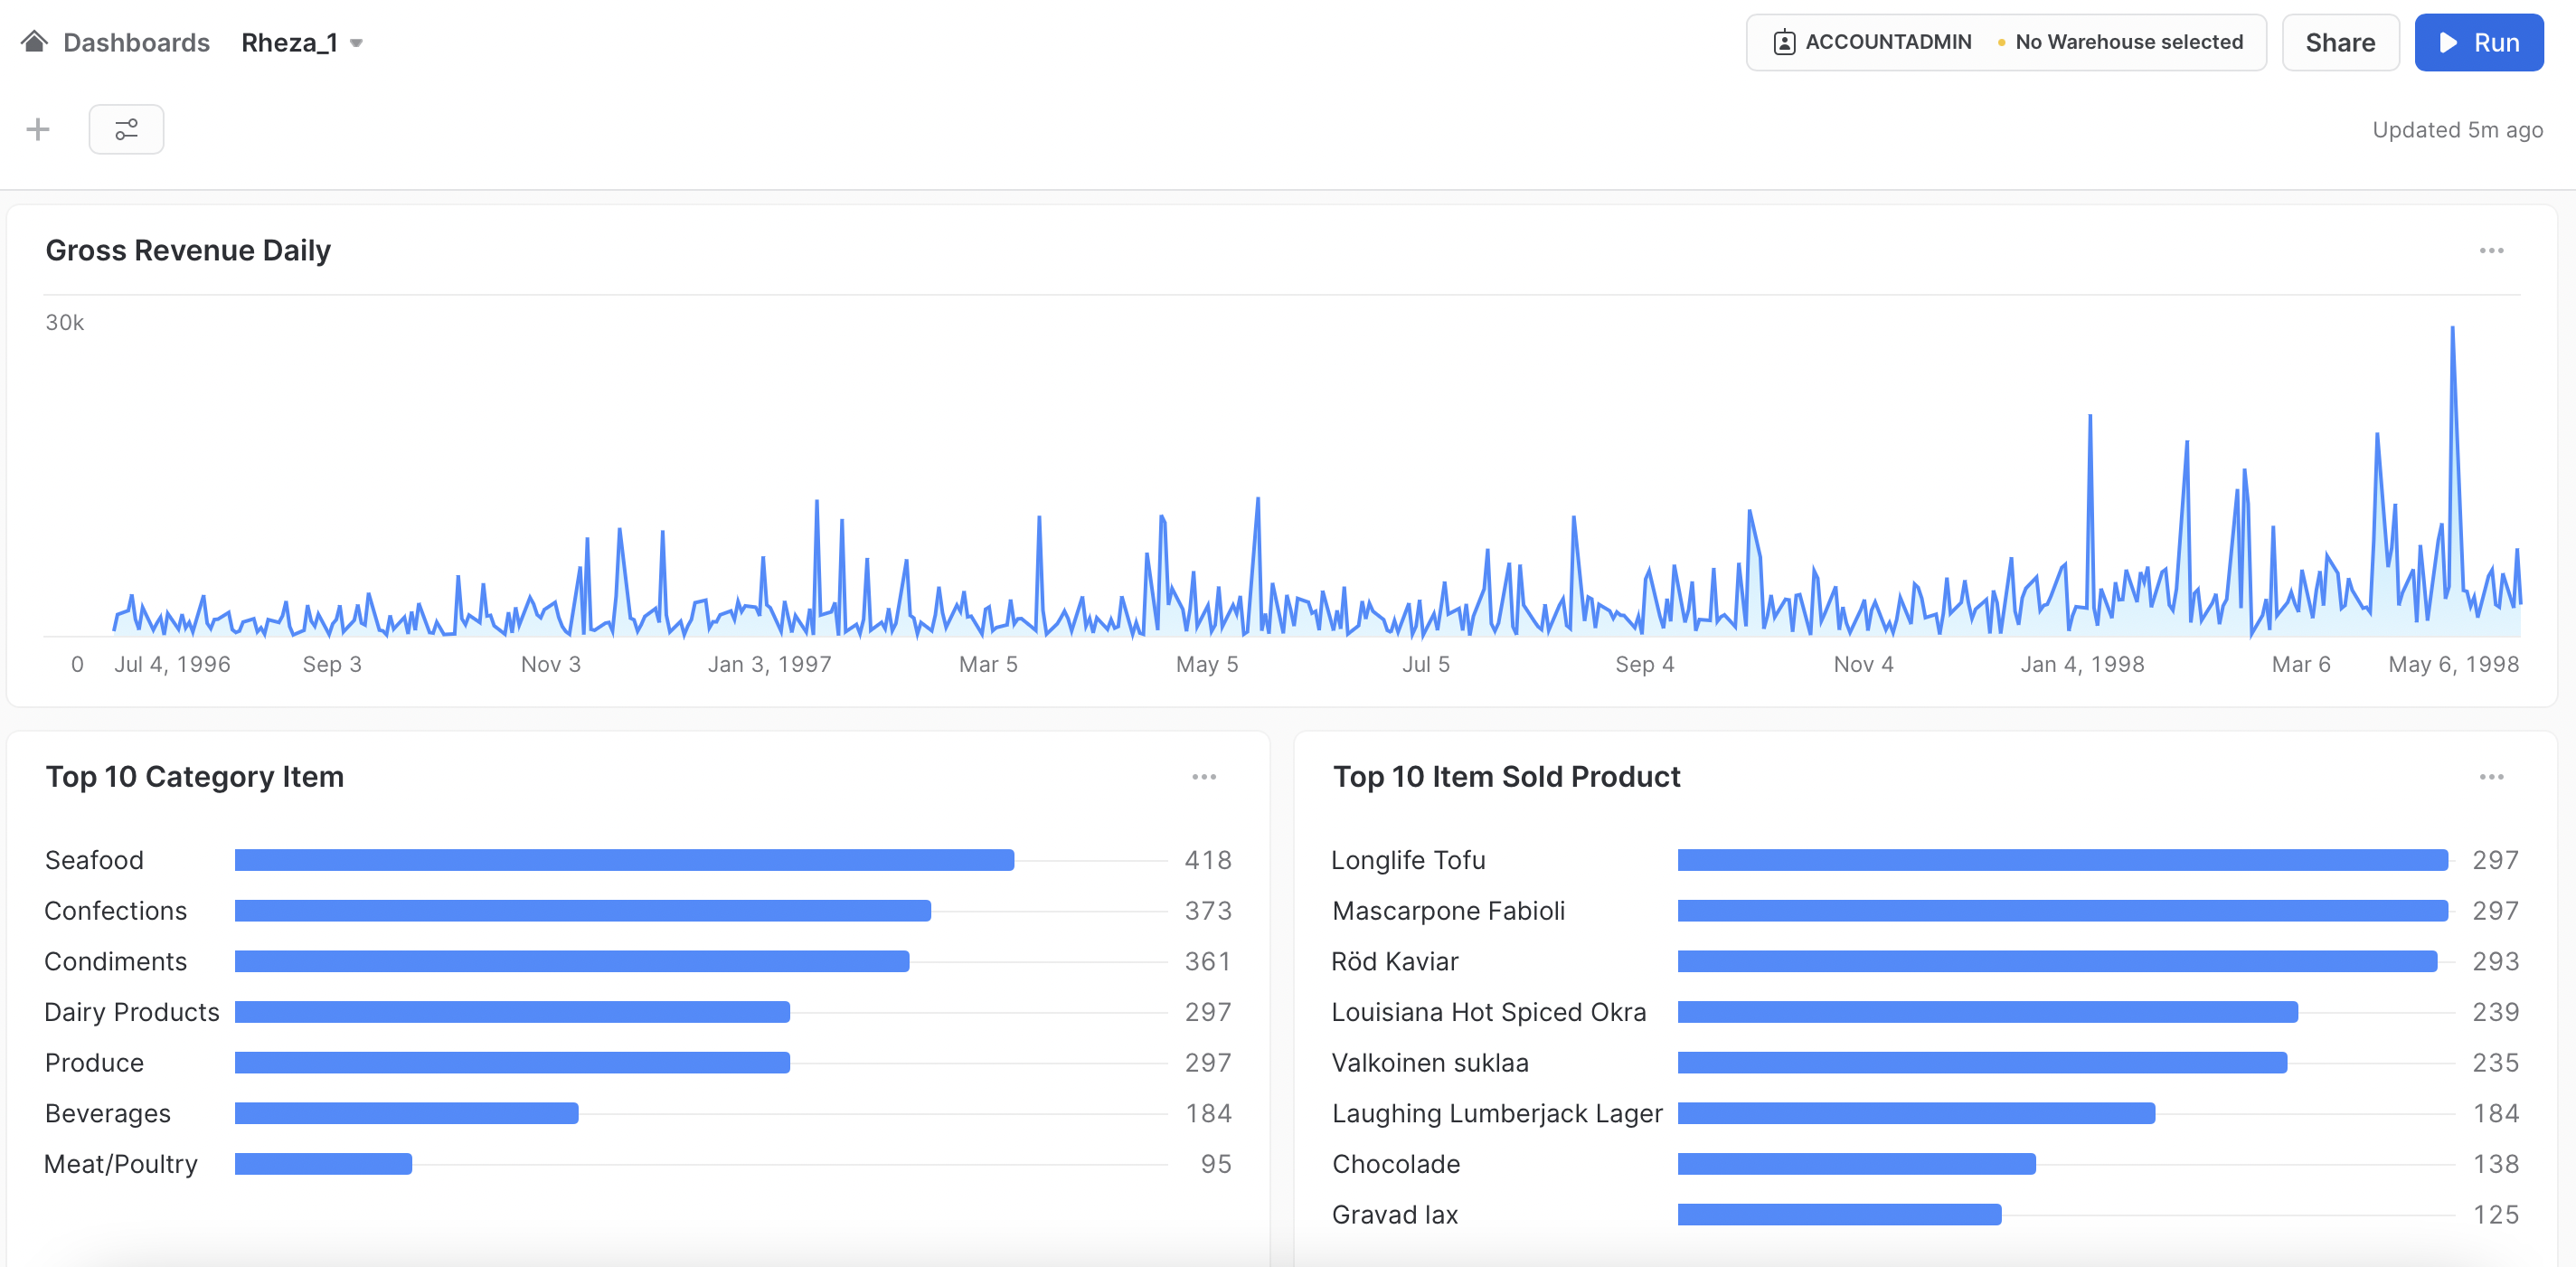 Dashboards Rheza_1
ACCOUNTADMIN No Warehouse selected Share Run
Updated 5m ago
Gross Revenue Daily
30k
0 Jul 4, 1996 Sep 3 Nov 3 Jan 3, 1997 Mar 5 May 5 Jul 5 Sep 4 Nov 4 Jan 4, 1998 Mar 6 May 6, 1998
Top 10 Category Item
Seafood 418
Confections 373
Condiments 361
Dairy Products 297
Produce 297
Beverages 184
Meat/Poultry 95
Top 10 Item Sold Product
Longlife Tofu 297
Mascarpone Fabioli 297
Röd Kaviar 293
Louisiana Hot Spiced Okra 239
Valkoinen suklaa 235
Laughing Lumberjack Lager 184
Chocolade 138
Gravad lax 125